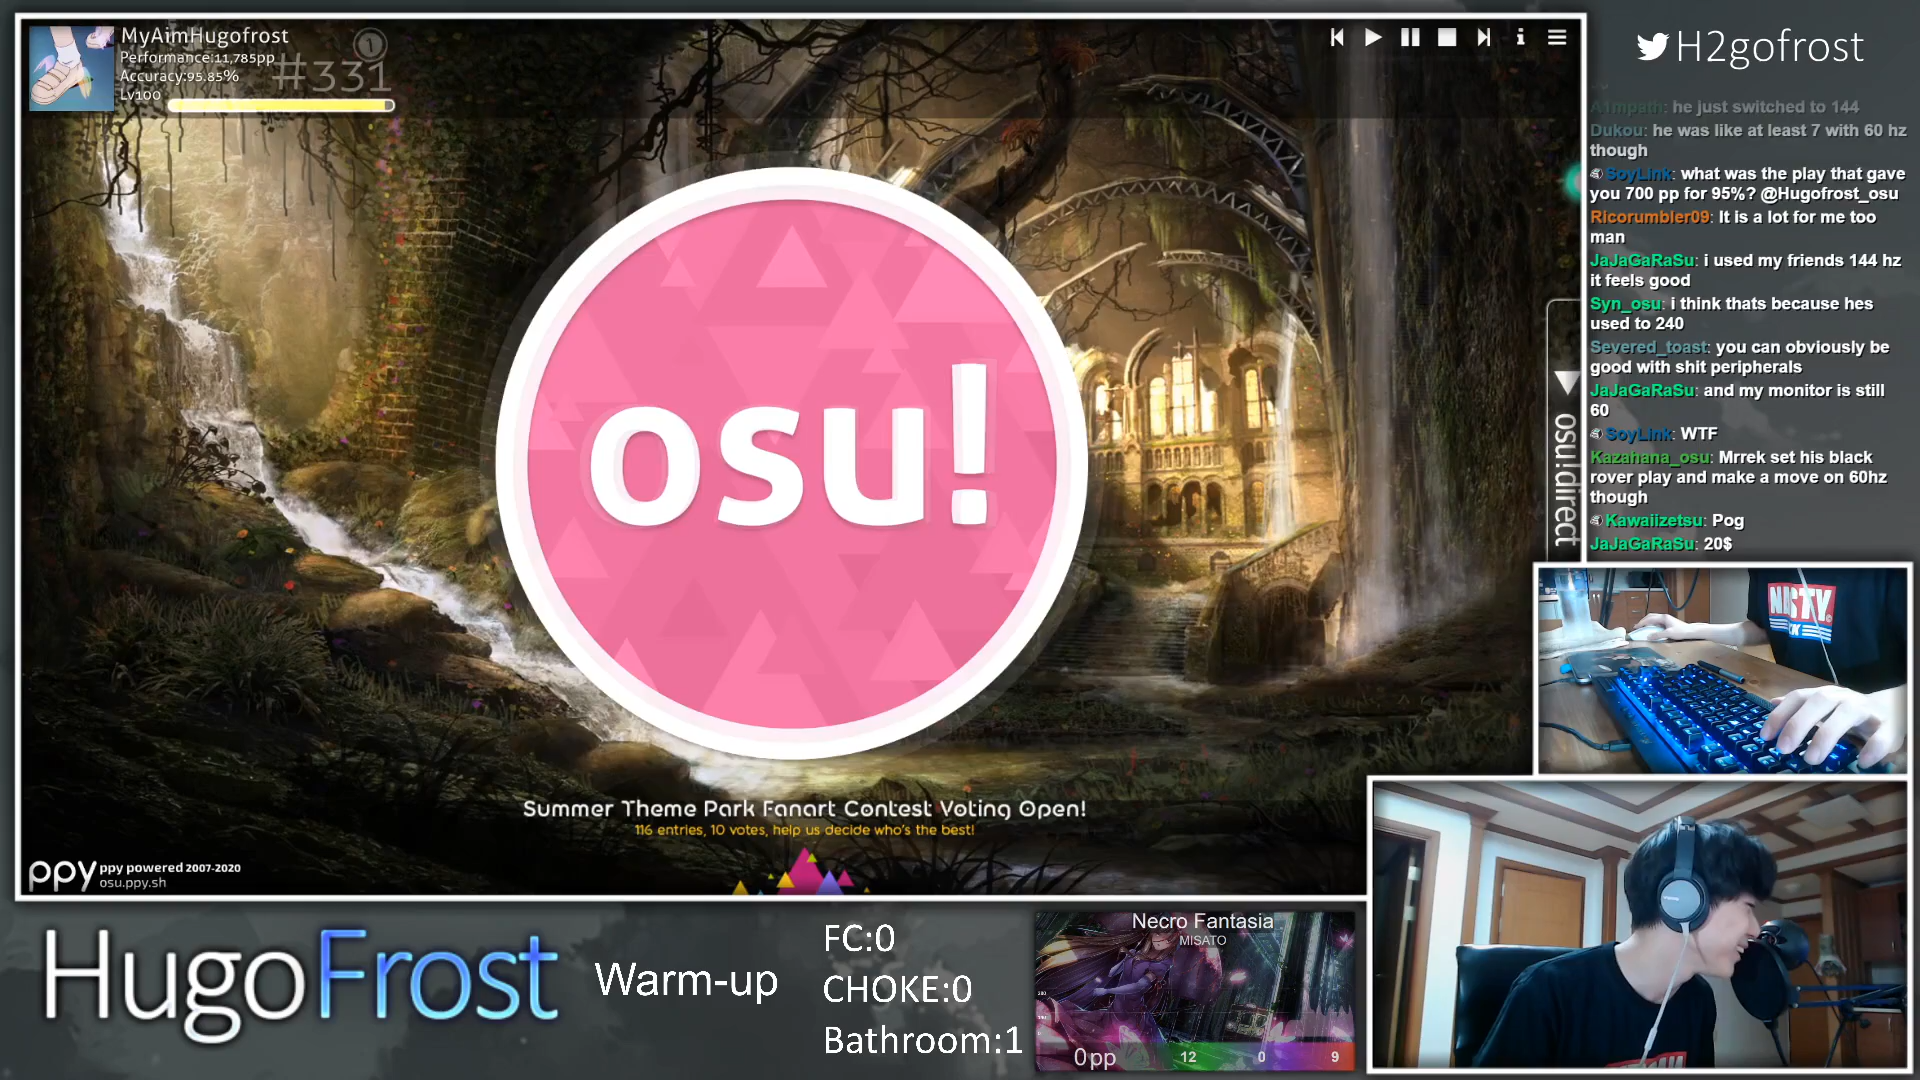 MyAimHugofrost
Performance:11,785pp
Accuracy:95.85%
Lv100
#331
H2gofrost
A1mpath: he just switched to 144
Dukou: he was like at least 7 with 60 hz
though
SoyLink: what was the play that gave
you 700 pp for 95%? @Hugofrost_osu
Ricorumbler09: It is a lot for me too
man
JaJaGaRaSu: i used my friends 144 hz
it feels good
Syn_osu: i think thats because hes
used to 240
Severed_toast: you can obviously be
good with shit peripherals
JaJaGaRaSu: and my monitor is still
60
SoyLink: WTF
Kazahana_osu: Mrrek set his black
rover play and make a move on 60hz
though
Kawaiizetsu: Pog
JaJaGaRaSu: 20$
osu!
osu!direct
Summer Theme Park Fanart Contest Voting Open!
116 entries, 10 votes, help us decide who's the best!
ppy
ppy powered 2007-2020
osu.ppy.sh
HugoFrost
Warm-up
FC:0
CHOKE:0
Bathroom:1
Necro Fantasia
MISATO
0pp
12
0
9